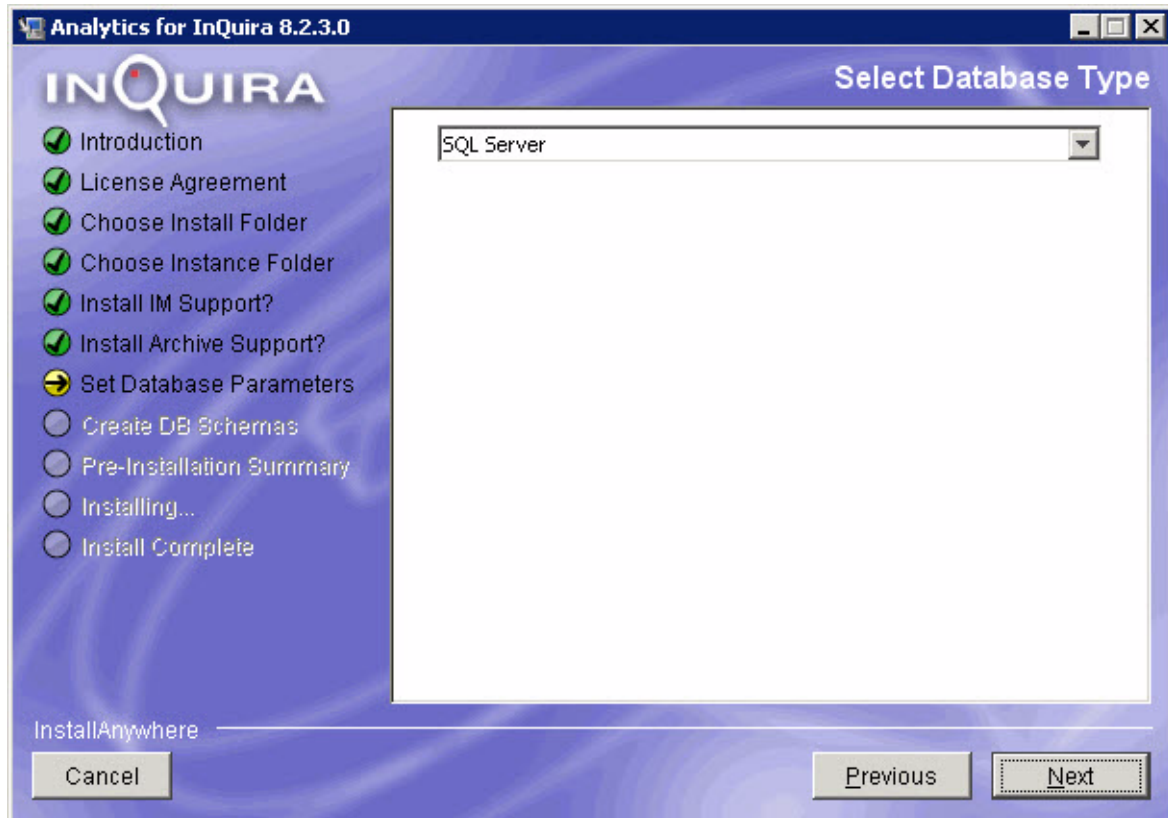 Analytics for InQuira 8.2.3.0
INQUIRA
Select Database Type
Introduction
License Agreement
Choose Install Folder
Choose Instance Folder
Install IM Support?
Install Archive Support?
Set Database Parameters
Create DB Schemas
Pre-Installation Summary
Installing...
Install Complete
SQL Server
InstallAnywhere
Cancel
Previous
Next